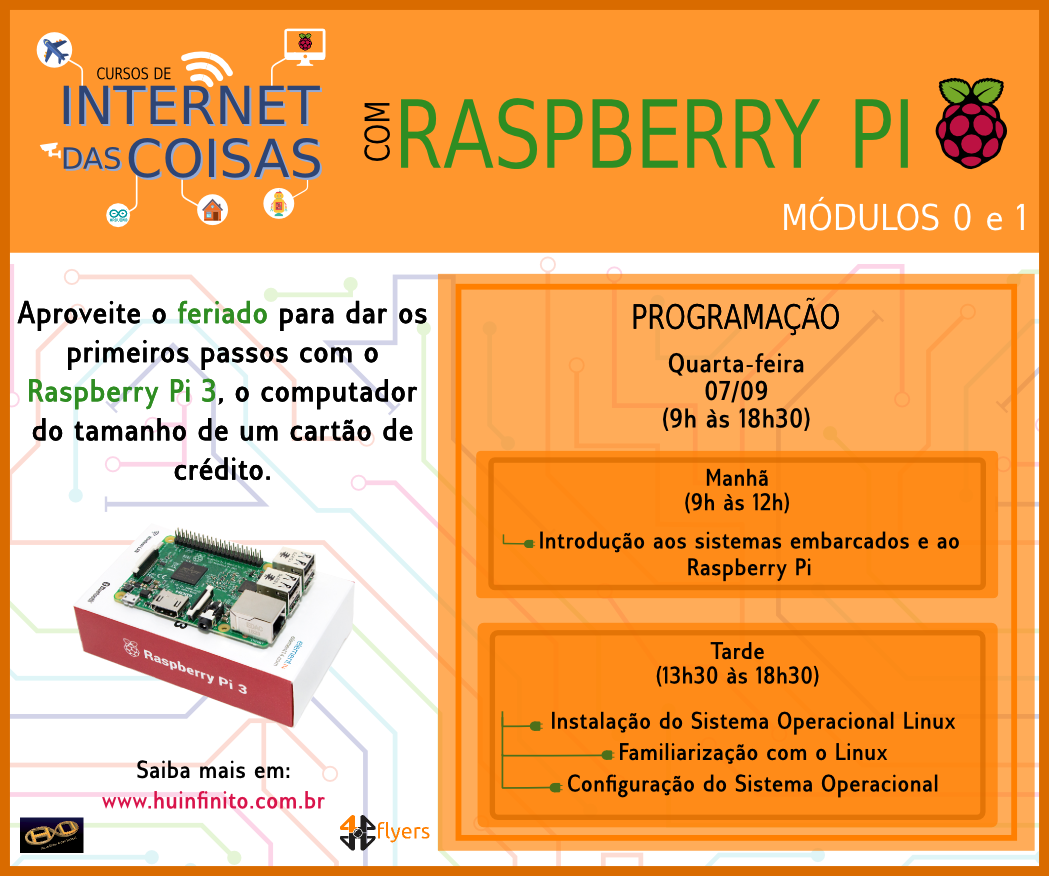 CURSOS DE
INTERNET
DAS COISAS
COM RASPBERRY PI
MÓDULOS 0 e 1
Aproveite o feriado para dar os
primeiros passos com o
Raspberry Pi 3, o computador
do tamanho de um cartão de
crédito.
Raspberry Pi 3
Saiba mais em:
www.huinfinito.com.br
flyers
PROGRAMAÇÃO
Quarta-feira
07/09
(9h às 18h30)
Manhã
(9h às 12h)
Introdução aos sistemas embarcados e ao
Raspberry Pi
Tarde
(13h30 às 18h30)
Instalação do Sistema Operacional Linux
Familiarização com o Linux
Configuração do Sistema Operacional